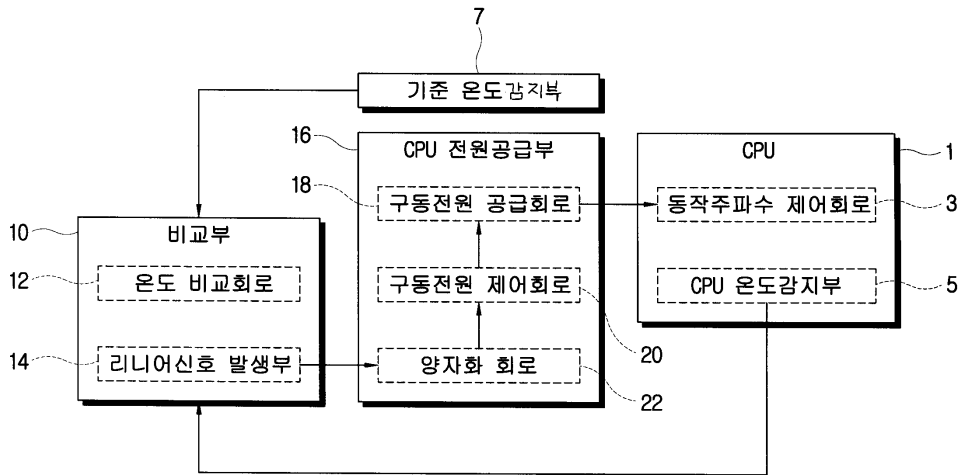 7
기준 온도감지부
16
CPU 전원공급부
CPU
1
18
구동전원 공급회로
동작주파수 제어회로
3
10
비교부
12
온도 비교회로
구동전원 제어회로
CPU 온도감지부
5
20
14
리니어신호 발생부
양자화 회로
22